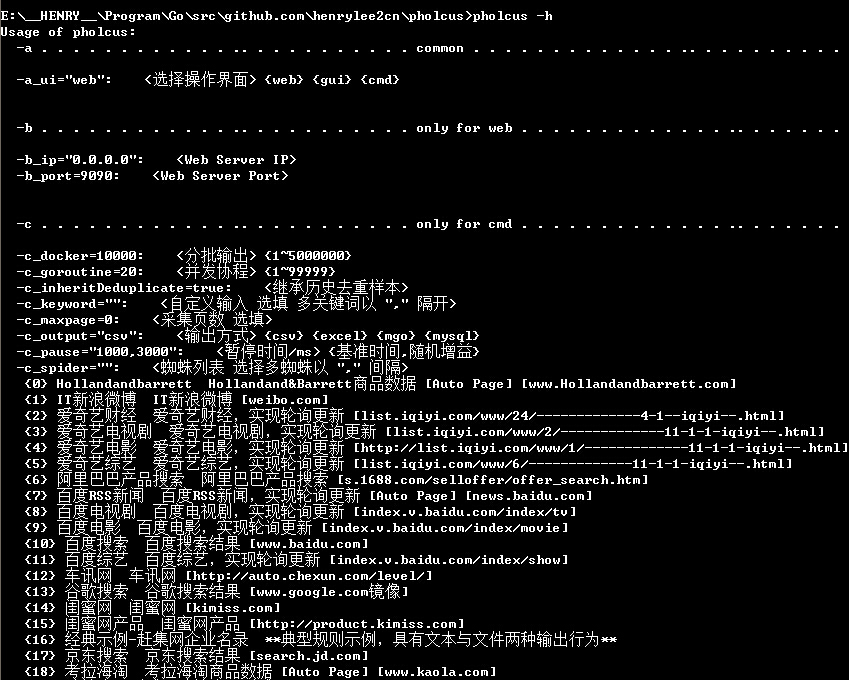 E:\__HENRY__\Program\Go\src\github.com\henrylee2cn\pholcus>pholcus -h
Usage of pholcus:
-a . . . . . . . . . . . . . . . . . . . . . . . . common . . . . . . . . . . . . . . . . . . . . . . . .
-a_ui="web": <选择操作界面> {web} {gui} {cmd}
-b . . . . . . . . . . . . . . . . . . . . . . . . only for web . . . . . . . . . . . . . . . . . . . . .
-b_ip="0.0.0.0": <Web Server IP>
-b_port=9090: <Web Server Port>
-c . . . . . . . . . . . . . . . . . . . . . . . . only for cmd . . . . . . . . . . . . . . . . . . . . .
-c_docker=10000: <分批输出> {1~5000000}
-c_goroutine=20: <并发协程> {1~99999}
-c_inheritDeduplicate=true: <继承历史去重样本>
-c_keyword="": <自定义输入 选填 多关键词以 "," 隔开>
-c_maxpage=0: <采集页数 选填>
-c_output="csv": <输出方式> {csv} {excel} {mgo} {mysql}
-c_pause="1000,3000": <暂停时间/ms> {基准时间,随机增益}
-c_spider="": <蜘蛛列表 选择多蜘蛛以 "," 间隔>
{0} Hollandandbarrett Hollandand&Barrett商品数据 [Auto Page] [www.Hollandandbarrett.com]
{1} IT新浪微博 IT新浪微博 [weibo.com]
{2} 爱奇艺财经 爱奇艺财经，实现轮询更新 [list.iqiyi.com/www/24/-------------4-1--iqiyi--.html]
{3} 爱奇艺电视剧 爱奇艺电视剧，实现轮询更新 [list.iqiyi.com/www/2/-------------11-1-1-iqiyi--.html]
{4} 爱奇艺电影 爱奇艺电影，实现轮询更新 [http://list.iqiyi.com/www/1/-------------11-1-1-iqiyi--.html]
{5} 爱奇艺综艺 爱奇艺综艺，实现轮询更新 [list.iqiyi.com/www/6/-------------11-1-1-iqiyi--.html]
{6} 阿里巴巴产品搜索 阿里巴巴产品搜索 [s.1688.com/selloffer/offer_search.htm]
{7} 百度RSS新闻 百度RSS新闻，实现轮询更新 [Auto Page] [news.baidu.com]
{8} 百度电视剧 百度电视剧，实现轮询更新 [index.v.baidu.com/index/tv]
{9} 百度电影 百度电影，实现轮询更新 [index.v.baidu.com/index/movie]
{10} 百度搜索 百度搜索结果 [www.baidu.com]
{11} 百度综艺 百度综艺，实现轮询更新 [index.v.baidu.com/index/show]
{12} 车讯网 车讯网 [http://auto.chexun.com/level/]
{13} 谷歌搜索 谷歌搜索结果 [www.google.com镜像]
{14} 闺蜜网 闺蜜网 [kimiss.com]
{15} 闺蜜网产品 闺蜜网产品 [http://product.kimiss.com]
{16} 经典示例-赶集网企业名录 **典型规则示例，具有文本与文件两种输出行为**
{17} 京东搜索 京东搜索结果 [search.jd.com]
{18} 考拉海淘 考拉海淘商品数据 [Auto Page] [www.kaola.com]